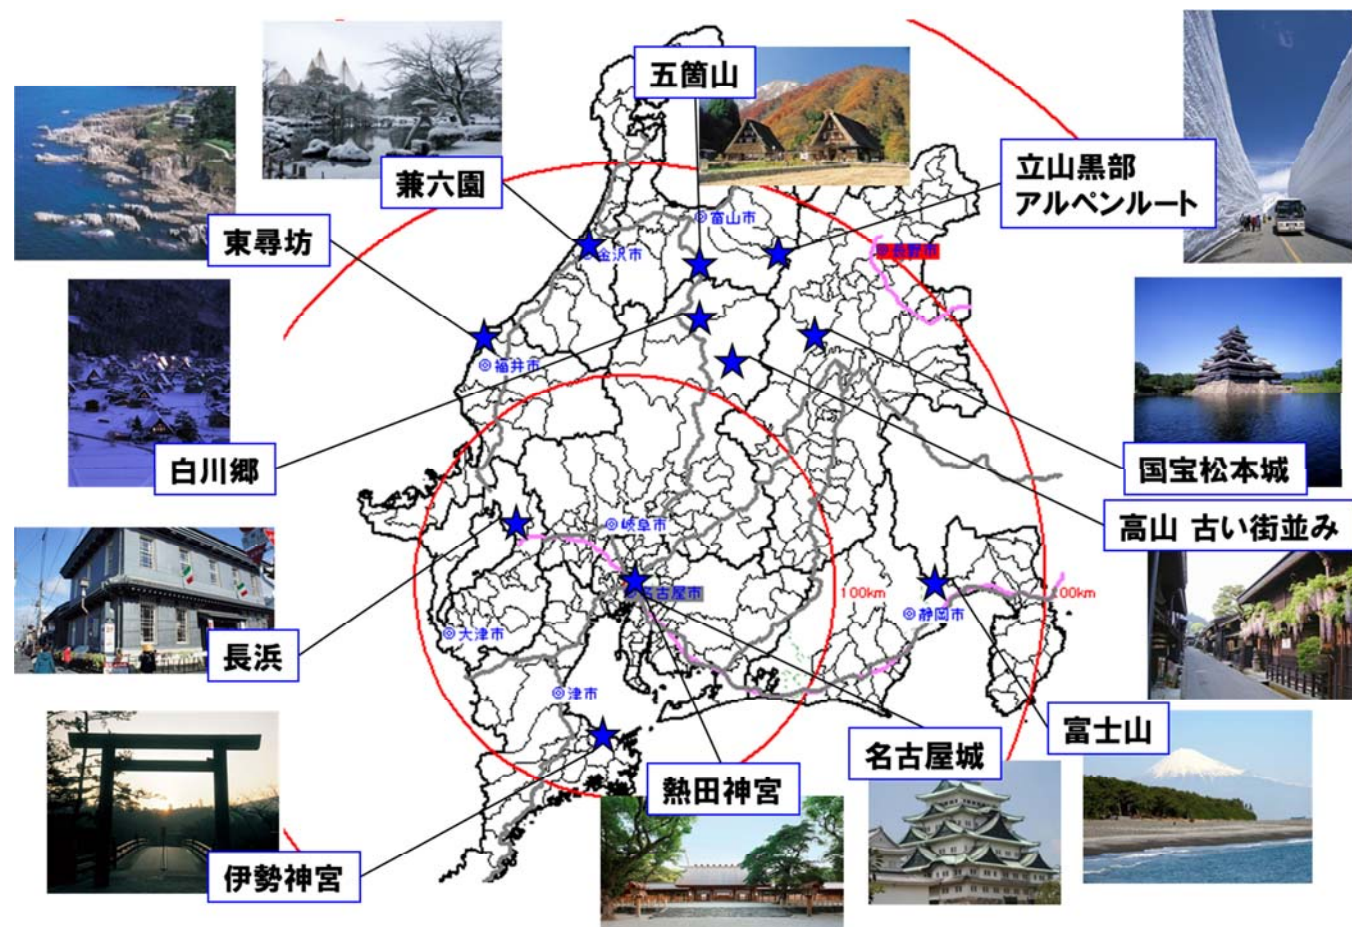 五箇山
兼六園
立山黒部
アルペンルート
東尋坊
富山市
金沢市
長野市
福井市
白川郷
国宝松本城
高山 古い街並み
岐阜市
名古屋市
100km
00km
静岡市
大津市
長浜
津市
富士山
名古屋城
熱田神宮
伊勢神宮